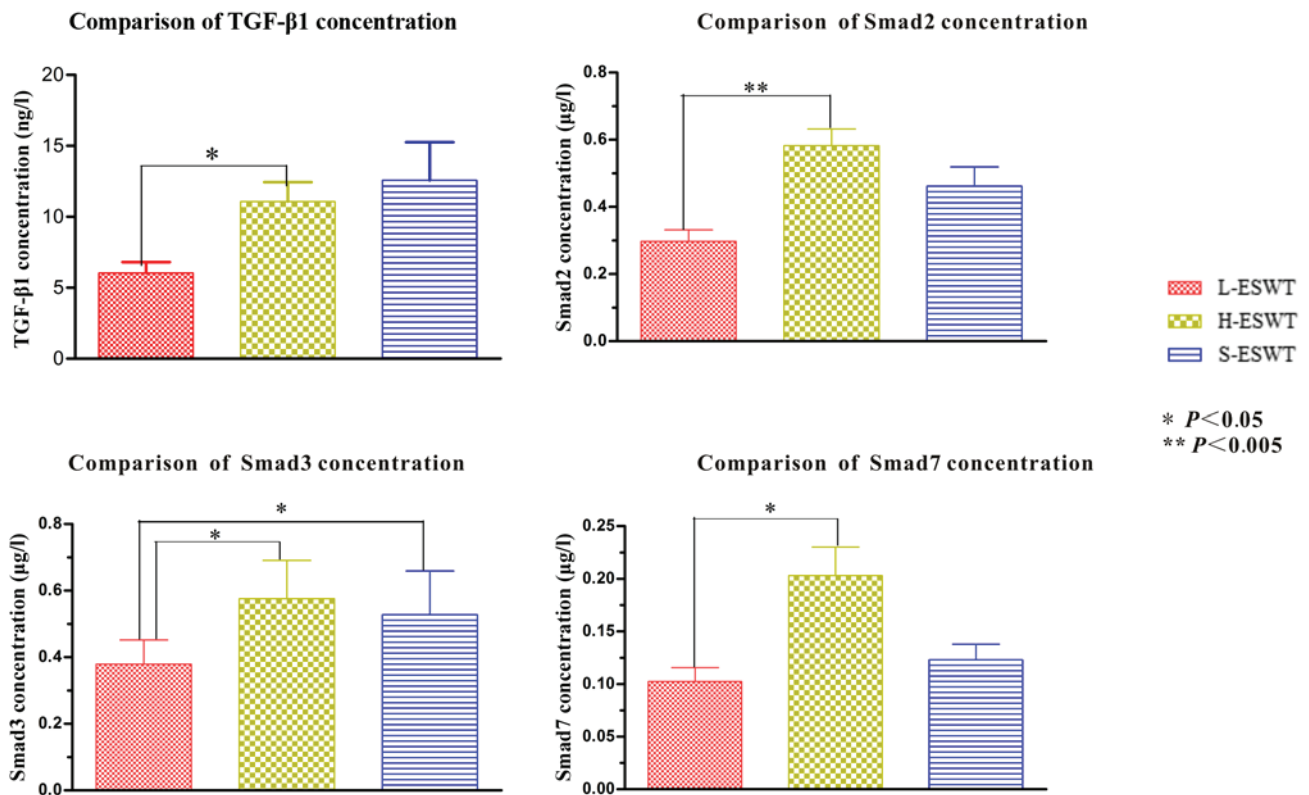 Comparison of TGF-β1 concentration
TGF-β1 concentration (ng/l)
20
15
10
5
0
*
Comparison of Smad2 concentration
Smad2 concentration (μg/l)
0.8
0.6
0.4
0.2
0.0
**
L-ESWT
H-ESWT
S-ESWT
* P<0.05
** P<0.005
Comparison of Smad3 concentration
Smad3 concentration (μg/l)
0.8
0.6
0.4
0.2
0.0
*
*
Comparison of Smad7 concentration
Smad7 concentration (μg/l)
0.25
0.20
0.15
0.10
0.05
0.00
*